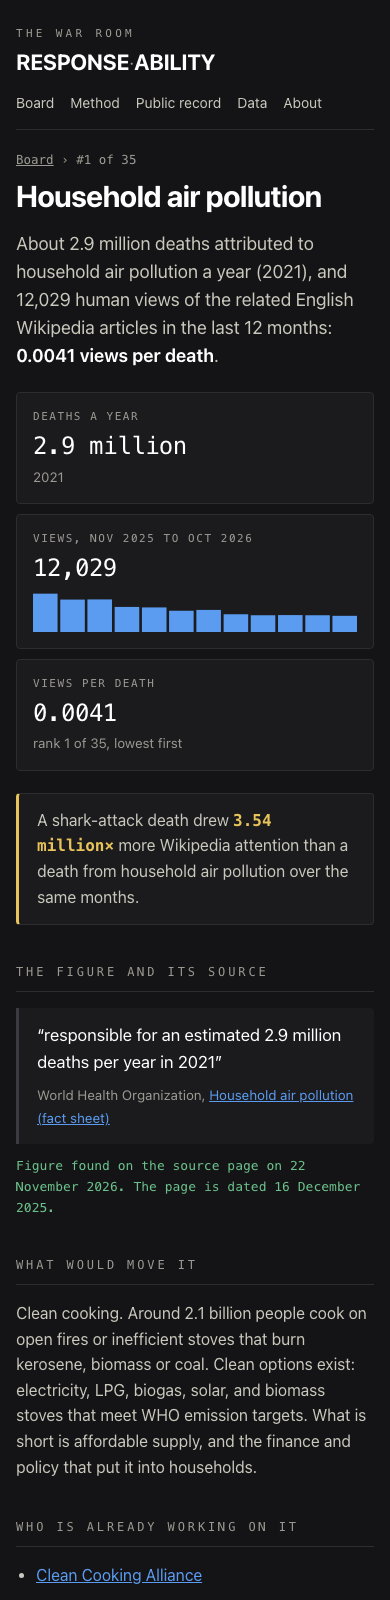 THE WAR ROOM
RESPONSE·ABILITY
Board Method Public record Data About
Board › #1 of 35
Household air pollution
About 2.9 million deaths attributed to
household air pollution a year (2021), and
12,029 human views of the related English
Wikipedia articles in the last 12 months:
0.0041 views per death.
DEATHS A YEAR
2.9 million
2021
VIEWS, NOV 2025 TO OCT 2026
12,029
VIEWS PER DEATH
0.0041
rank 1 of 35, lowest first
A shark-attack death drew 3.54
million× more Wikipedia attention than a
death from household air pollution over the
same months.
THE FIGURE AND ITS SOURCE
“responsible for an estimated 2.9 million
deaths per year in 2021”
World Health Organization, Household air pollution
(fact sheet)
Figure found on the source page on 22
November 2026. The page is dated 16 December
2025.
WHAT WOULD MOVE IT
Clean cooking. Around 2.1 billion people cook on
open fires or inefficient stoves that burn
kerosene, biomass or coal. Clean options exist:
electricity, LPG, biogas, solar, and biomass
stoves that meet WHO emission targets. What is
short is affordable supply, and the finance and
policy that put it into households.
WHO IS ALREADY WORKING ON IT
• Clean Cooking Alliance